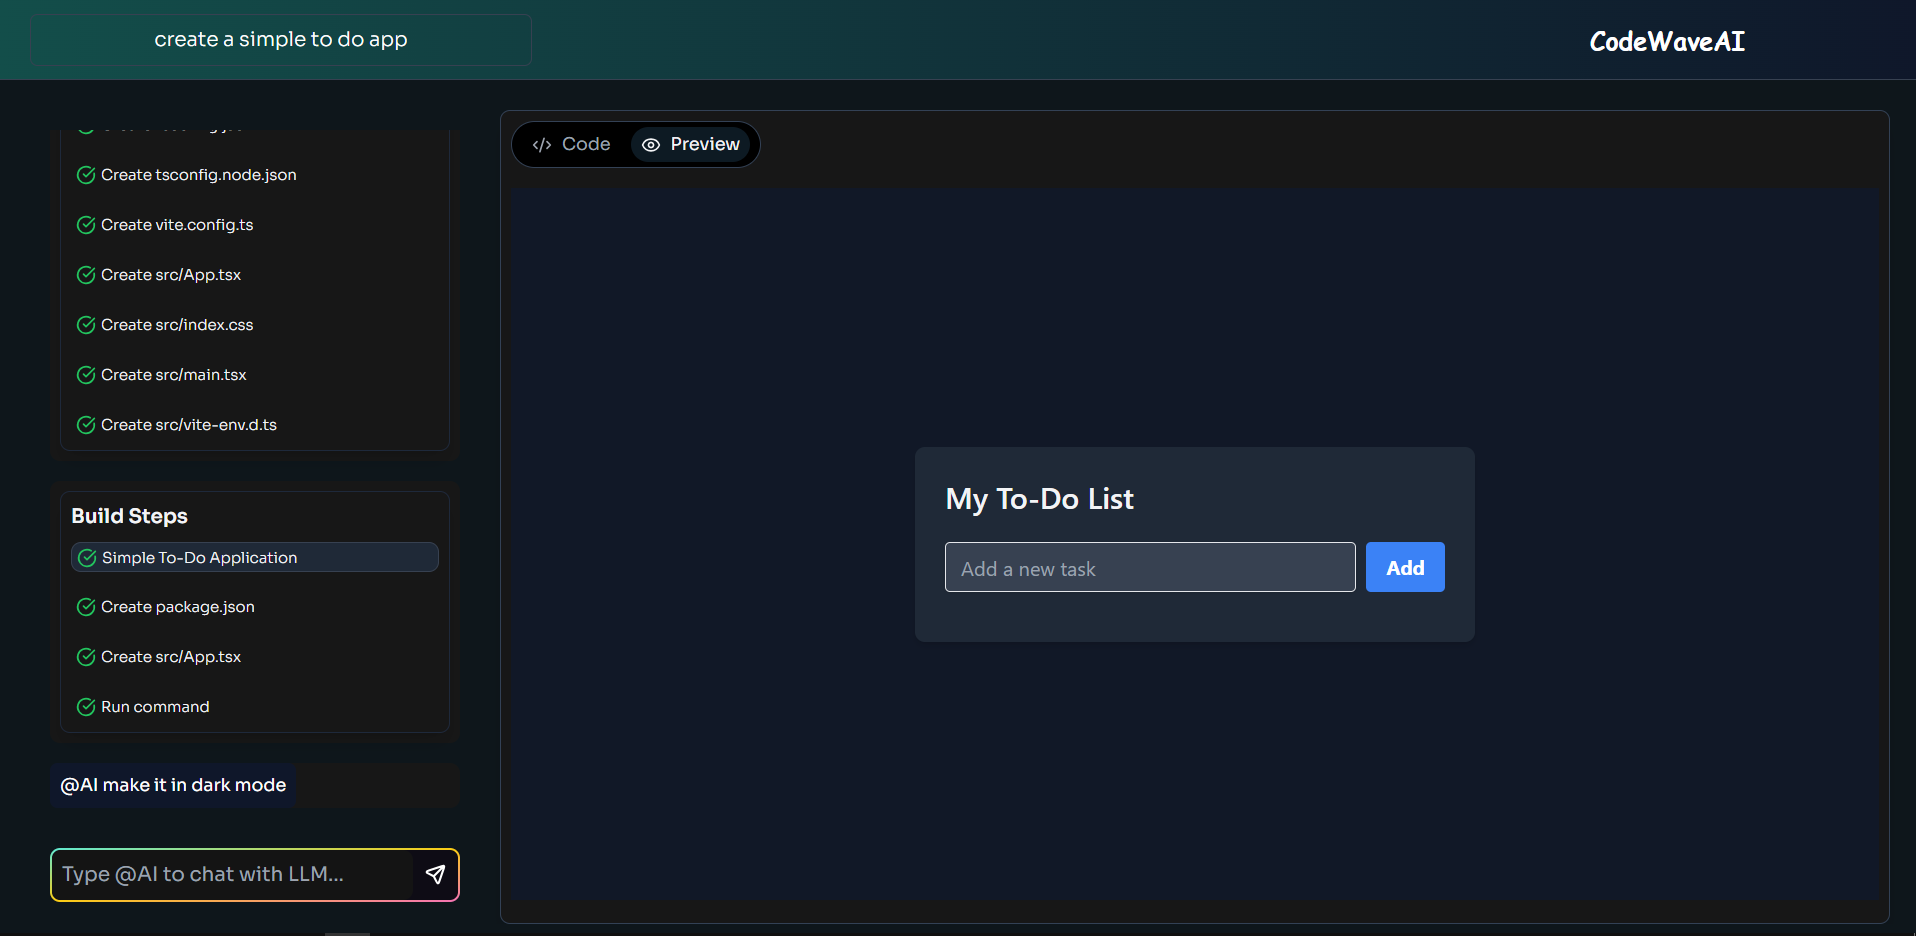 create a simple to do app
CodeWaveAI
Create tsconfig.node.json
Create vite.config.ts
Create src/App.tsx
Create src/index.css
Create src/main.tsx
Create src/vite-env.d.ts
Build Steps
Simple To-Do Application
Create package.json
Create src/App.tsx
Run command
@AI make it in dark mode
Type @AI to chat with LLM...
</> Code
Preview
My To-Do List
Add a new task
Add